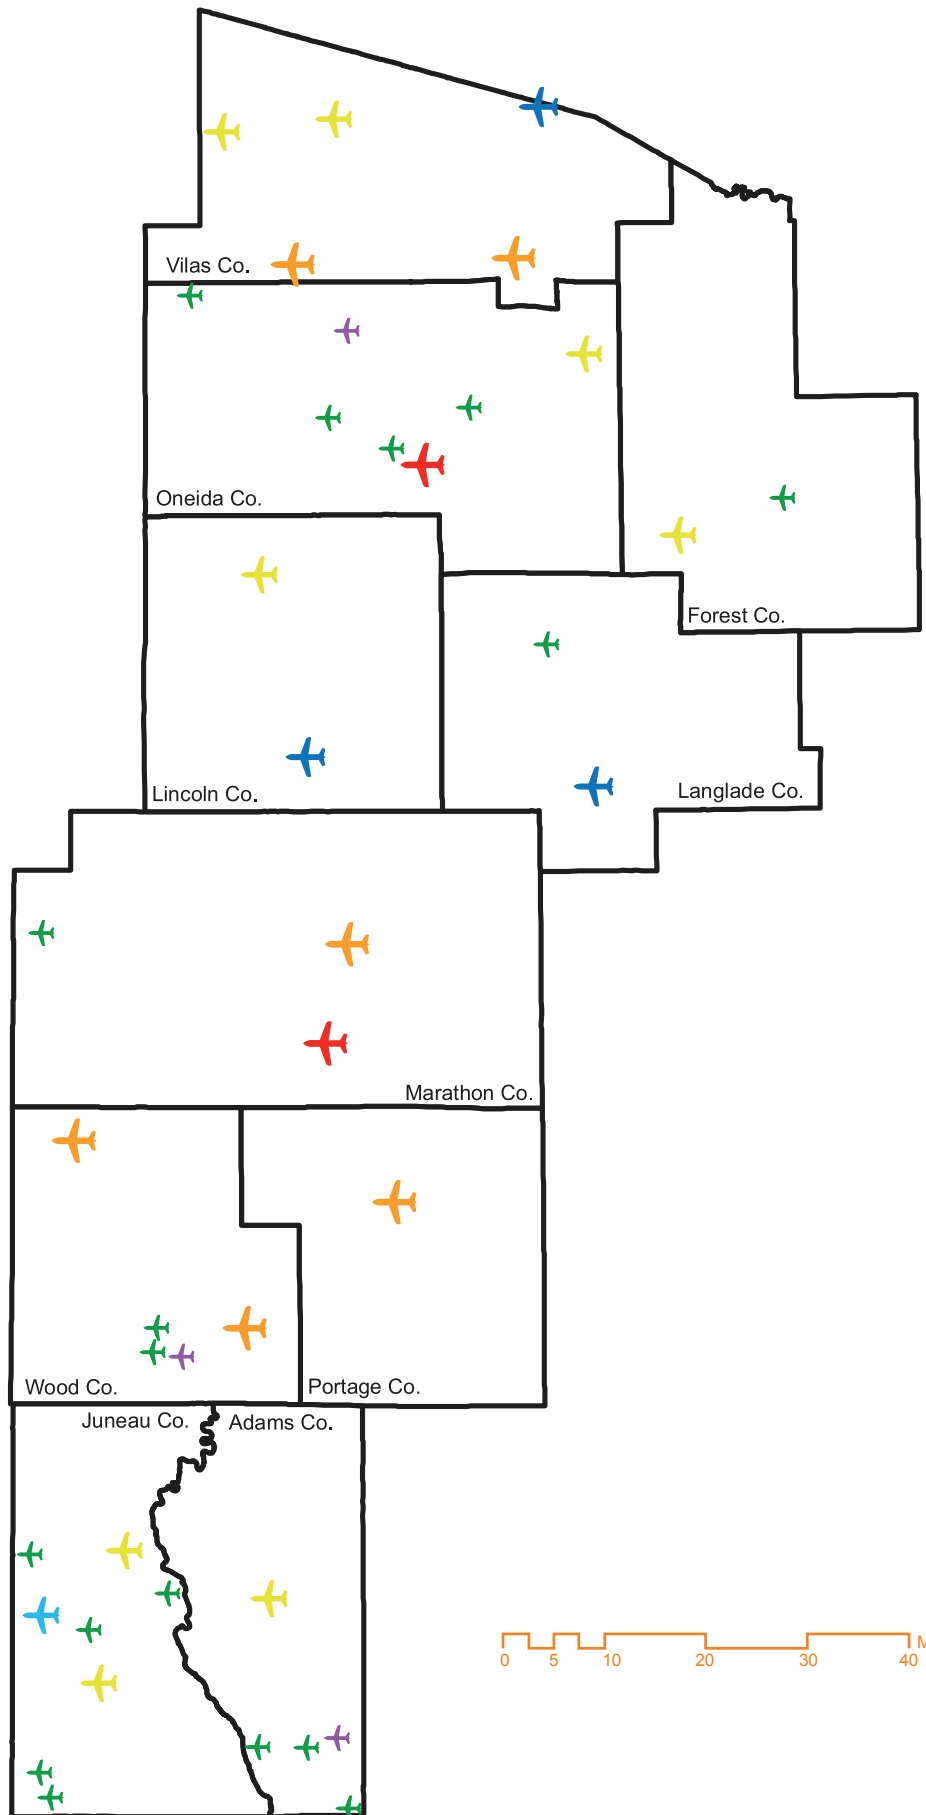 Vilas Co.
Oneida Co.
Forest Co.
Lincoln Co.
Langlade Co.
Marathon Co.
Wood Co.
Portage Co.
Juneau Co.
Adams Co.
0 5 10 20 30 40